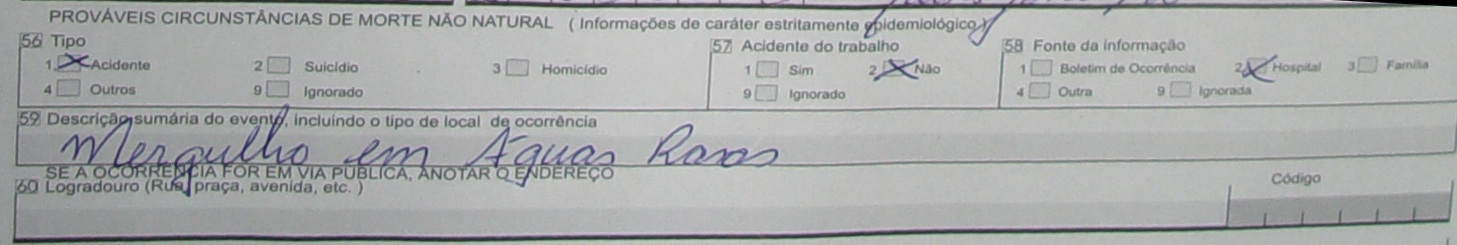 PROVÁVEIS CIRCUNSTÂNCIAS DE MORTE NÃO NATURAL ( Informações de caráter estritamente epidemiológico )
56 Tipo
1 Acidente 2 Suicídio 3 Homicídio
4 Outros 9 Ignorado
57 Acidente do trabalho
1 Sim 2 Não
9 Ignorado
58 Fonte da informação
1 Boletim de Ocorrência 2 Hospital 3 Família
4 Outra 9 Ignorada
59 Descrição sumária do evento, incluindo o tipo de local de ocorrência
Mergulho em Águas Rasas
SE A OCORRÊNCIA FOR EM VIA PÚBLICA, ANOTAR O ENDEREÇO
60 Logradouro (Rua, praça, avenida, etc. )
Código